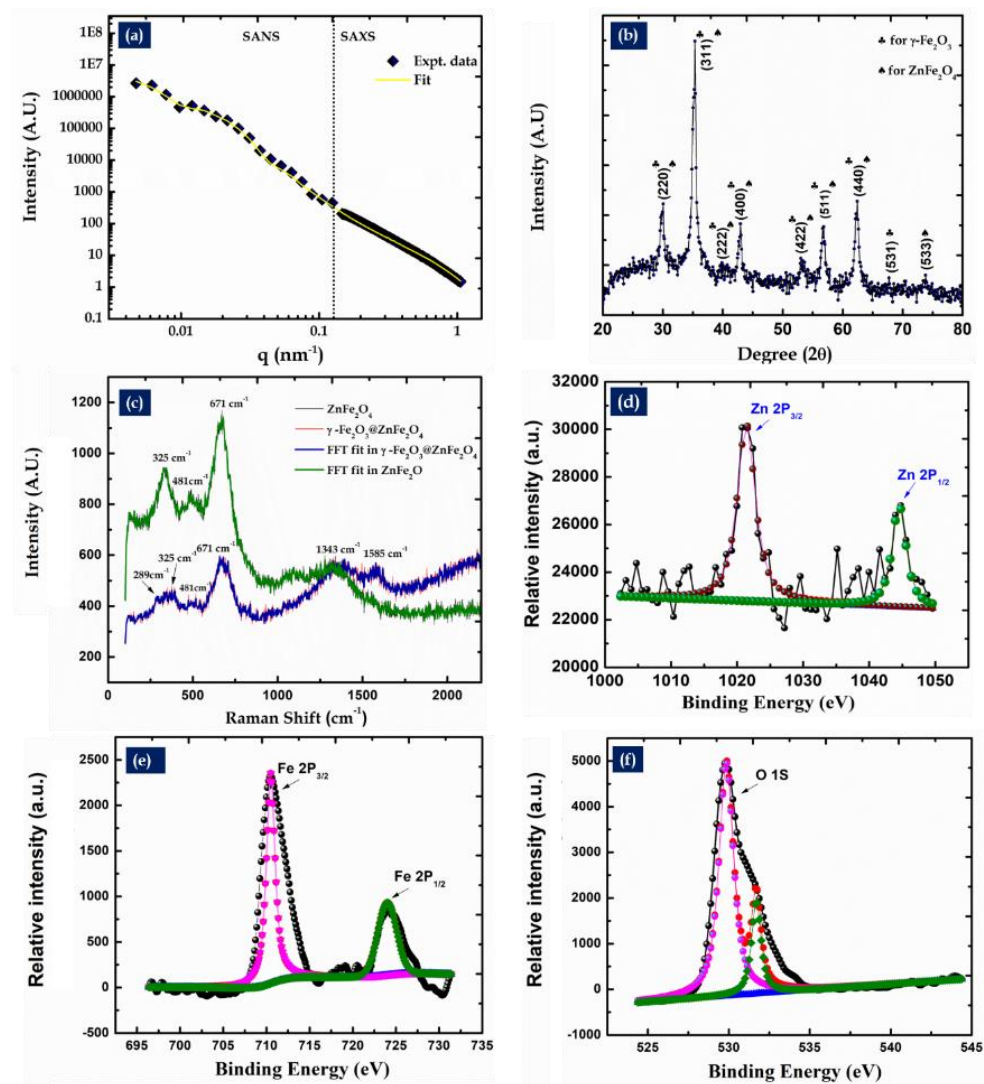 (a)
SANS
SAXS
Expt. data
Fit
Intensity (A.U.)
1E8
1E7
1000000
100000
10000
1000
100
10
1
0.1
0.01
0.1
1
q (nm⁻¹)
(b)
♣ for γ-Fe₂O₃
♠ for ZnFe₂O₄
Intensity (A.U)
♣ (220) ♠
♣ (311) ♠
♣ (222) ♠
♣ (400) ♠
♣ (422) ♠
♣ (511) ♠
♣ (440) ♠
(531) ♣
(533) ♠
20 30 40 50 60 70 80
Degree (2θ)
(c)
ZnFe₂O₄
γ -Fe₂O₃@ZnFe₂O₄
FFT fit in γ -Fe₂O₃@ZnFe₂O₄
FFT fit in ZnFe₂O
Intensity (A.U.)
1200
1000
800
600
400
200
671 cm⁻¹
325 cm⁻¹
481cm⁻¹
671 cm⁻¹
1343 cm⁻¹
1585 cm⁻¹
325 cm⁻¹
289cm⁻¹
481cm⁻¹
0 500 1000 1500 2000
Raman Shift (cm⁻¹)
(d)
Zn 2P₃/₂
Zn 2P₁/₂
Relative intensity (a.u.)
30000
28000
26000
24000
22000
20000
1000 1010 1020 1030 1040 1050
Binding Energy (eV)
(e)
Fe 2P₃/₂
Fe 2P₁/₂
Relative intensity (a.u.)
2500
2000
1500
1000
500
0
-500
695 700 705 710 715 720 725 730 735
Binding Energy (eV)
(f)
O 1S
Relative intensity (a.u.)
5000
4000
3000
2000
1000
0
-1000
525 530 535 540 545
Binding Energy (eV)